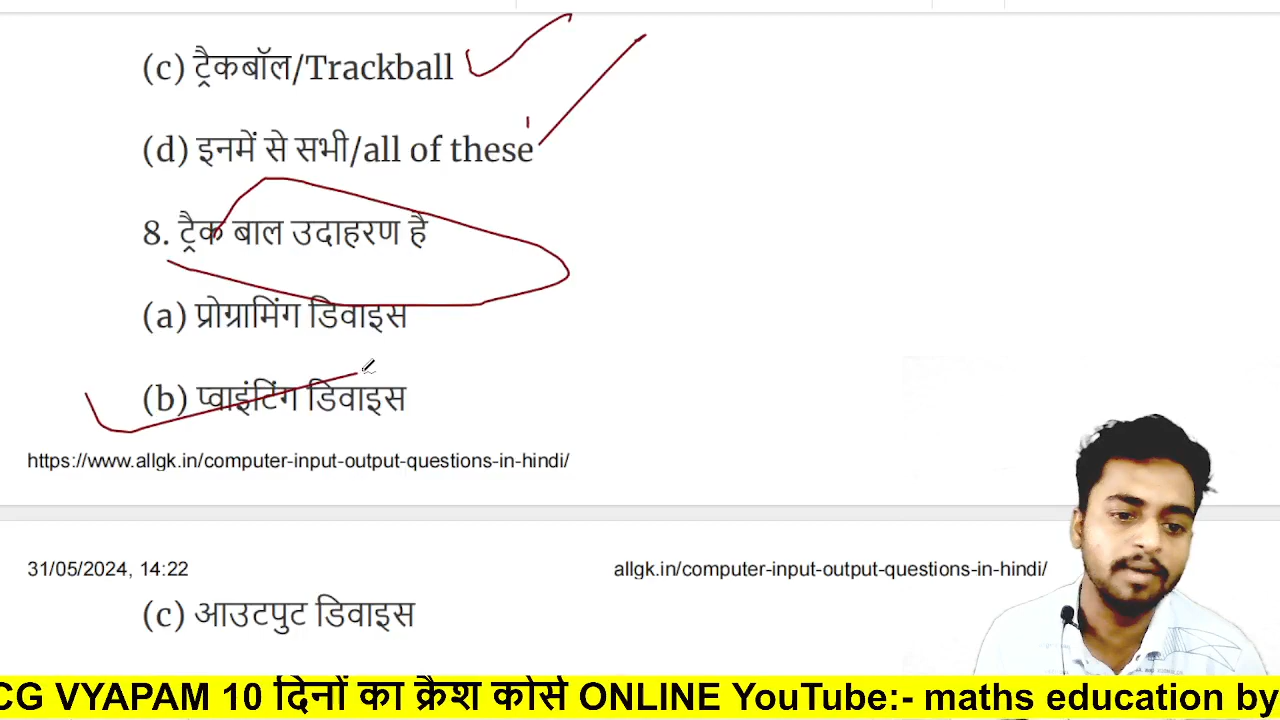 (c) ट्रैकबॉल/Trackball
(d) इनमें से सभी/all of these
8. ट्रैक बाल उदाहरण है
(a) प्रोग्रामिंग डिवाइस
(b) प्वाइंटिंग डिवाइस
https://www.allgk.in/computer-input-output-questions-in-hindi/
31/05/2024, 14:22
allgk.in/computer-input-output-questions-in-hindi/
(c) आउटपुट डिवाइस
CG VYAPAM 10 दिनों का क्रैश कोर्स ONLINE YouTube:- maths education by